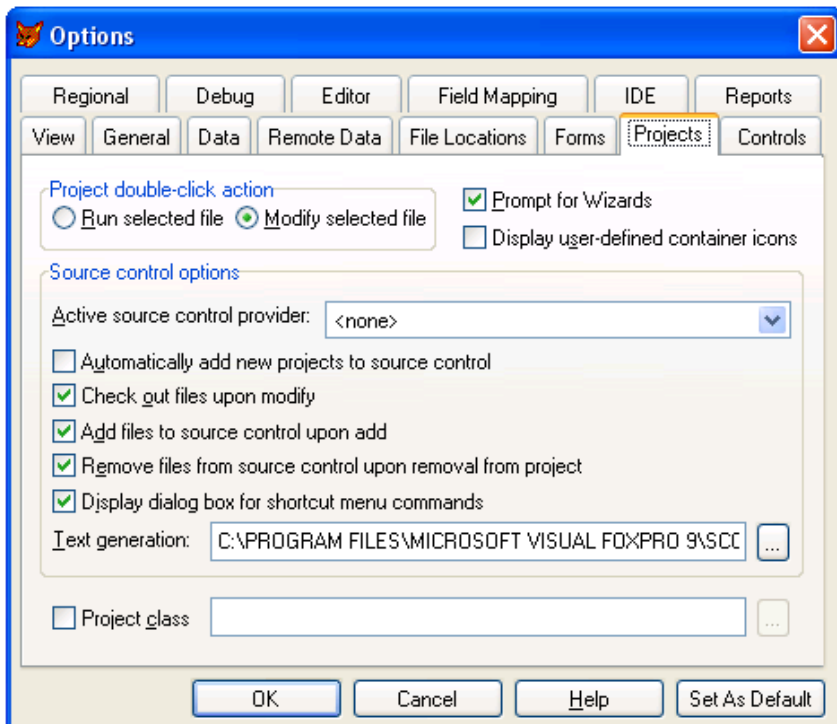 Options
Regional Debug Editor Field Mapping IDE Reports
View General Data Remote Data File Locations Forms Projects Controls
Project double-click action
Run selected file Modify selected file
Prompt for Wizards
Display user-defined container icons
Source control options
Active source control provider: <none>
Automatically add new projects to source control
Check out files upon modify
Add files to source control upon add
Remove files from source control upon removal from project
Display dialog box for shortcut menu commands
Text generation: C:\PROGRAM FILES\MICROSOFT VISUAL FOXPRO 9\SCC ...
Project class ...
OK Cancel Help Set As Default